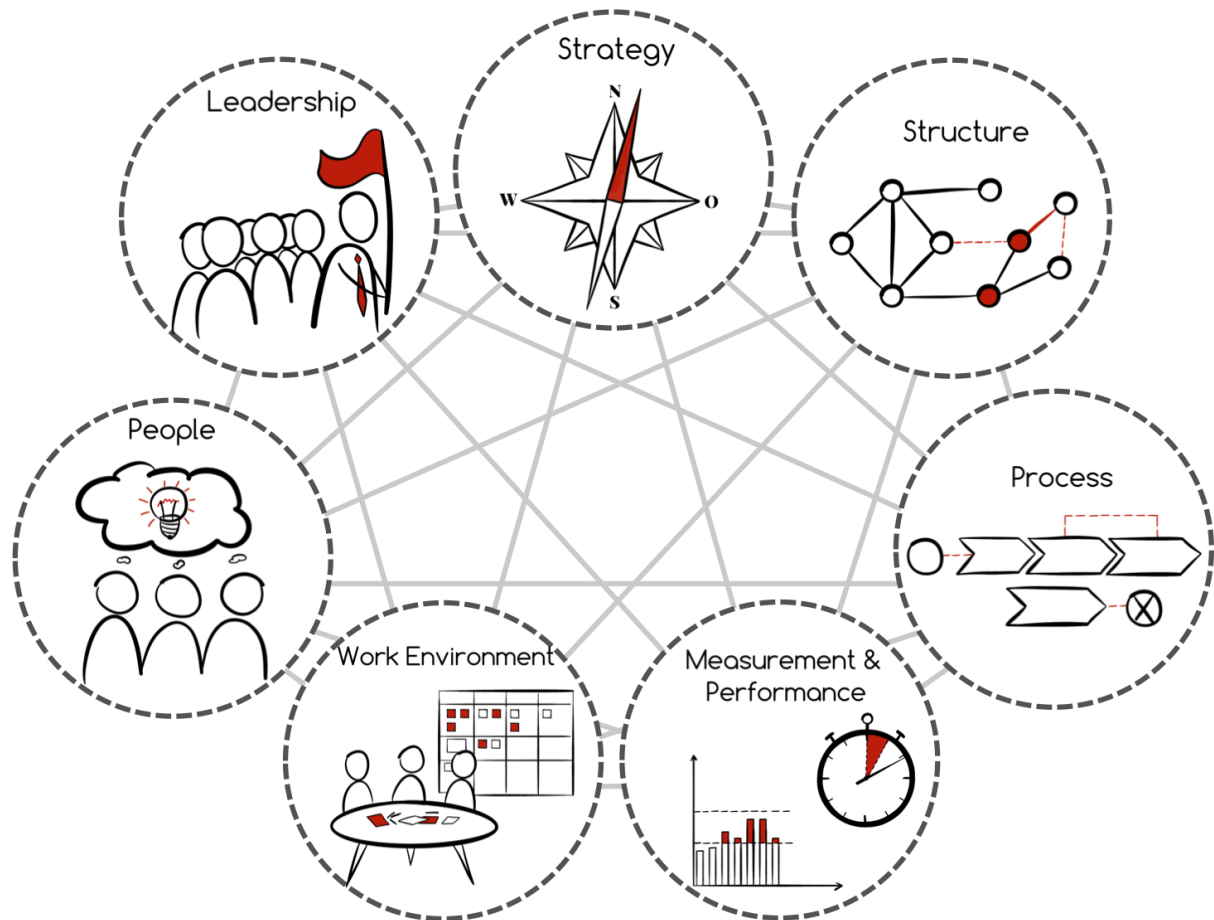 Strategy
N
W
O
S
Leadership
Structure
People
Process
Work Environment
Measurement &
Performance